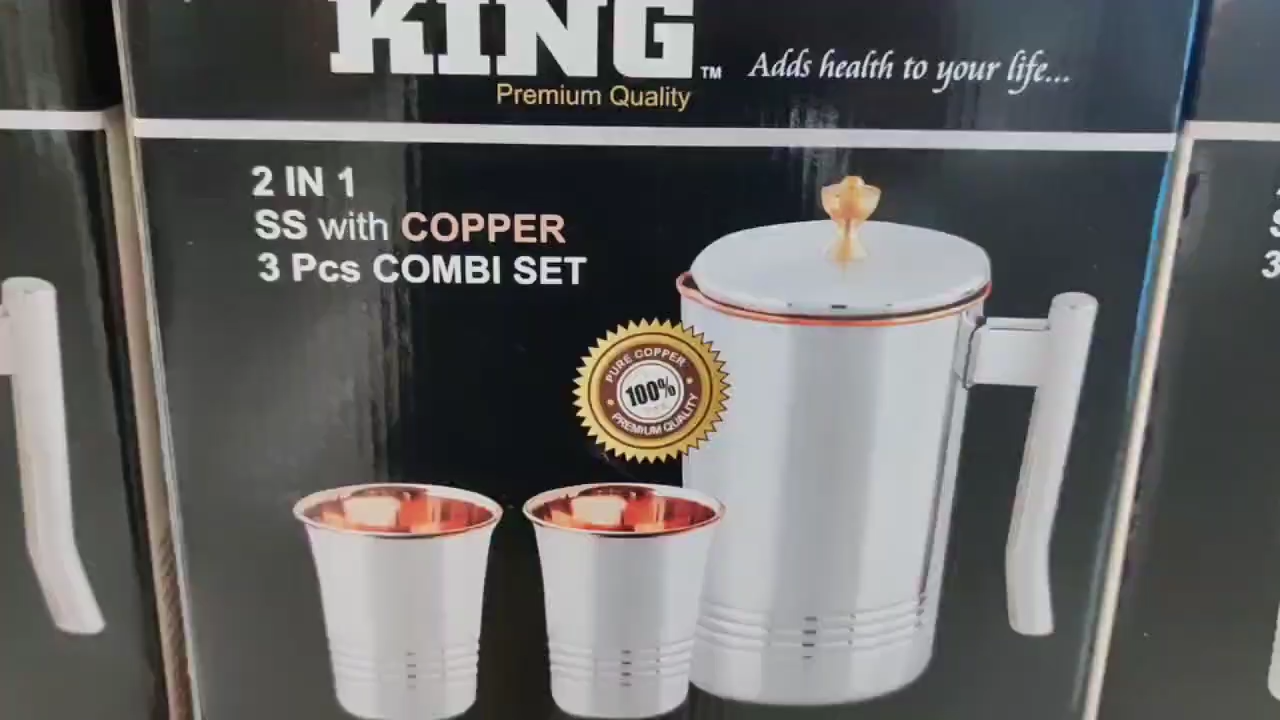 KING
TM
Adds health to your life...
Premium Quality
2 IN 1
SS with COPPER
3 Pcs COMBI SET
PURE COPPER
100%
PREMIUM QUALITY
S
3